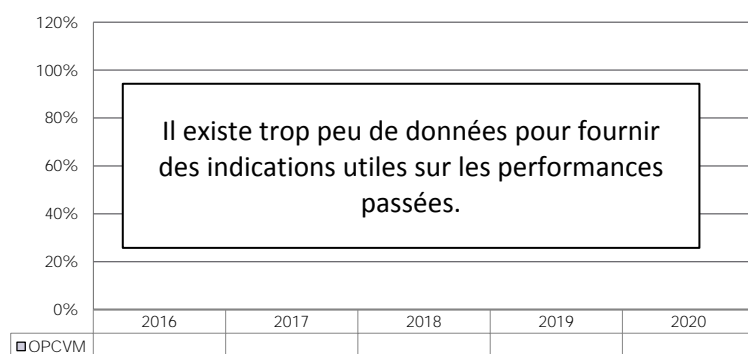 120%
100%
80%
60%
40%
20%
0%
Il existe trop peu de données pour fournir
des indications utiles sur les performances
passées.
2016 2017 2018 2019 2020
OPCVM